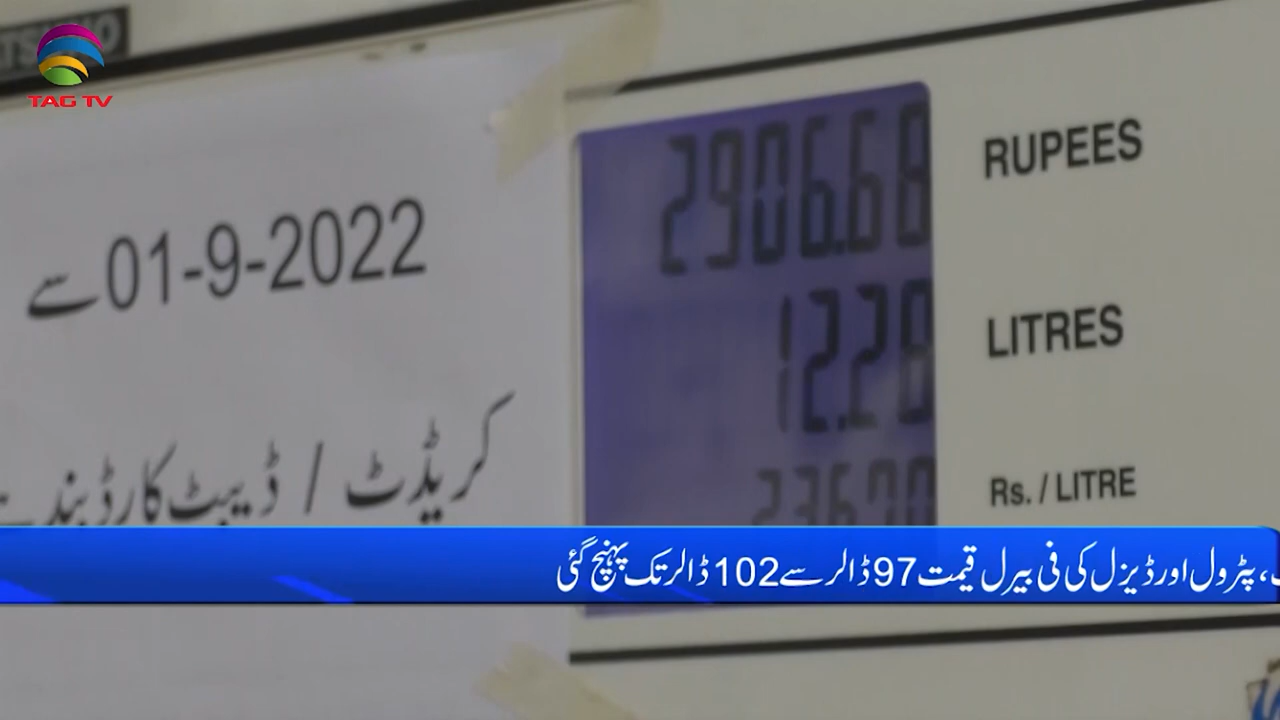 TAG TV
2906.68 RUPEES
01-9-2022 سے
12.28 LITRES
کریڈٹ / ڈیبٹ کارڈ بند
Rs. / LITRE
، پٹرول اور ڈیزل کی فی بیرل قیمت 97 ڈالر سے 102 ڈالر تک پہنچ گئی